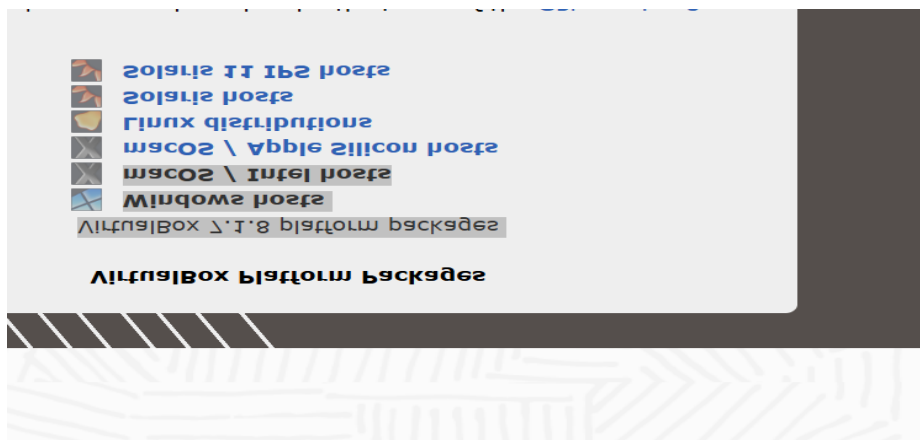 VirtualBox Platform Packages
VirtualBox 7.1.8 platform packages
Windows hosts
macOS / Intel hosts
macOS / Apple Silicon hosts
Linux distributions
Solaris hosts
Solaris 11 IPS hosts